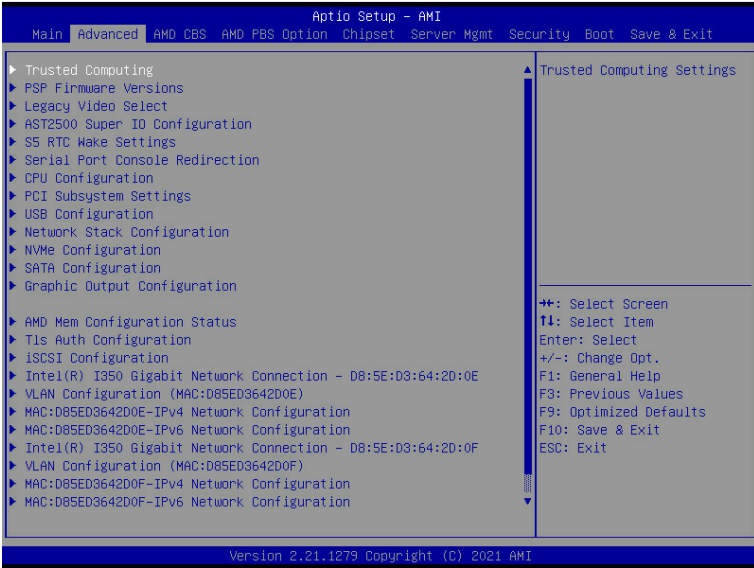 Aptio Setup - AMI
Main Advanced AMD CBS AMD PBS Option Chipset Server Mgmt Security Boot Save & Exit
Trusted Computing
PSP Firmware Versions
Legacy Video Select
AST2500 Super IO Configuration
S5 RTC Wake Settings
Serial Port Console Redirection
CPU Configuration
PCI Subsystem Settings
USB Configuration
Network Stack Configuration
NVMe Configuration
SATA Configuration
Graphic Output Configuration
AMD Mem Configuration Status
Tls Auth Configuration
iSCSI Configuration
Intel(R) I350 Gigabit Network Connection - D8:5E:D3:64:2D:0E
VLAN Configuration (MAC:D85ED3642D0E)
MAC:D85ED3642D0E-IPv4 Network Configuration
MAC:D85ED3642D0E-IPv6 Network Configuration
Intel(R) I350 Gigabit Network Connection - D8:5E:D3:64:2D:0F
VLAN Configuration (MAC:D85ED3642D0F)
MAC:D85ED3642D0F-IPv4 Network Configuration
MAC:D85ED3642D0F-IPv6 Network Configuration
Trusted Computing Settings
→←: Select Screen
↑↓: Select Item
Enter: Select
+/-: Change Opt.
F1: General Help
F3: Previous Values
F9: Optimized Defaults
F10: Save & Exit
ESC: Exit
Version 2.21.1279 Copyright (C) 2021 AMI